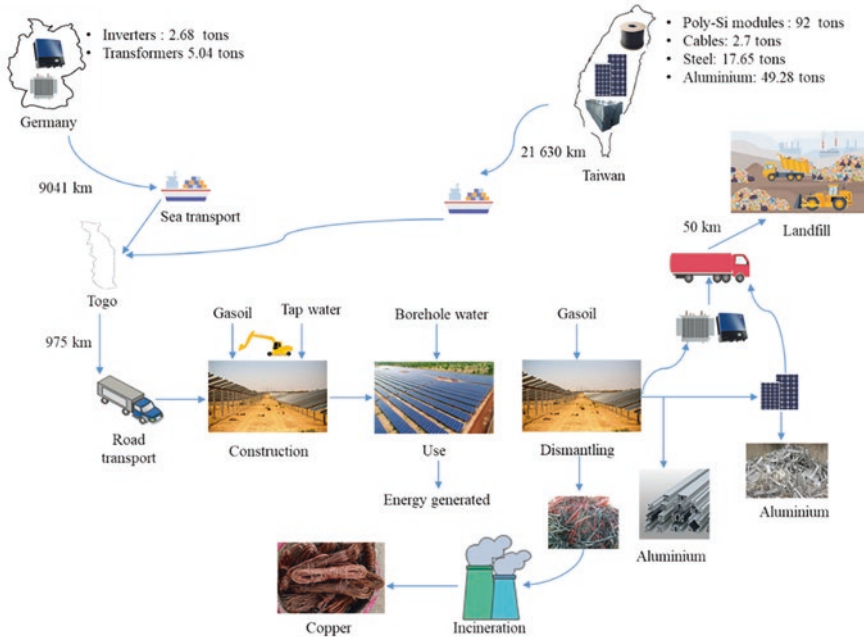 • Inverters : 2.68 tons
• Transformers 5.04 tons
Germany
• Poly-Si modules : 92 tons
• Cables: 2.7 tons
• Steel: 17.65 tons
• Aluminium: 49.28 tons
Taiwan
21 630 km
9041 km
Sea transport
Togo
975 km
Road
transport
Gasoil
Tap water
Construction
Borehole water
Use
Energy generated
Gasoil
Dismantling
50 km
Landfill
Aluminium
Aluminium
Incineration
Copper